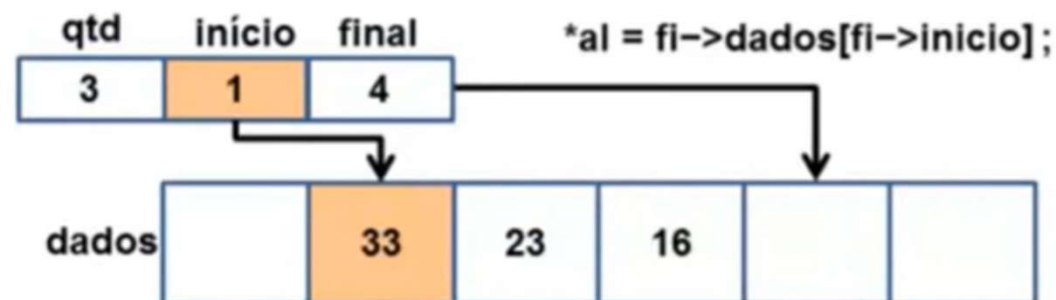 qtd início final
*al = fi->dados[fi->inicio];
3 1 4
dados 33 23 16